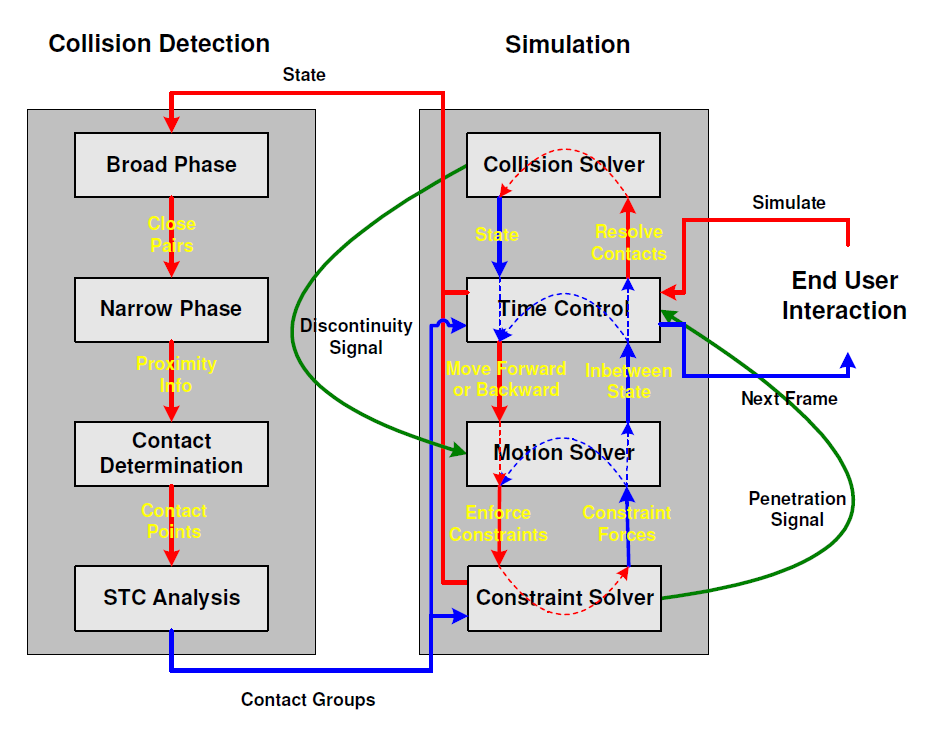 Collision Detection
Simulation
State
Broad Phase
Close
Pairs
Narrow Phase
Proximity
Info
Contact
Determination
Contact
Points
STC Analysis
Contact Groups
Discontinuity
Signal
Collision Solver
State
Resolve
Contacts
Time Control
Move Forward
or Backward
Inbetween
State
Motion Solver
Enforce
Constraints
Constraint
Forces
Constraint Solver
Simulate
End User
Interaction
Next Frame
Penetration
Signal